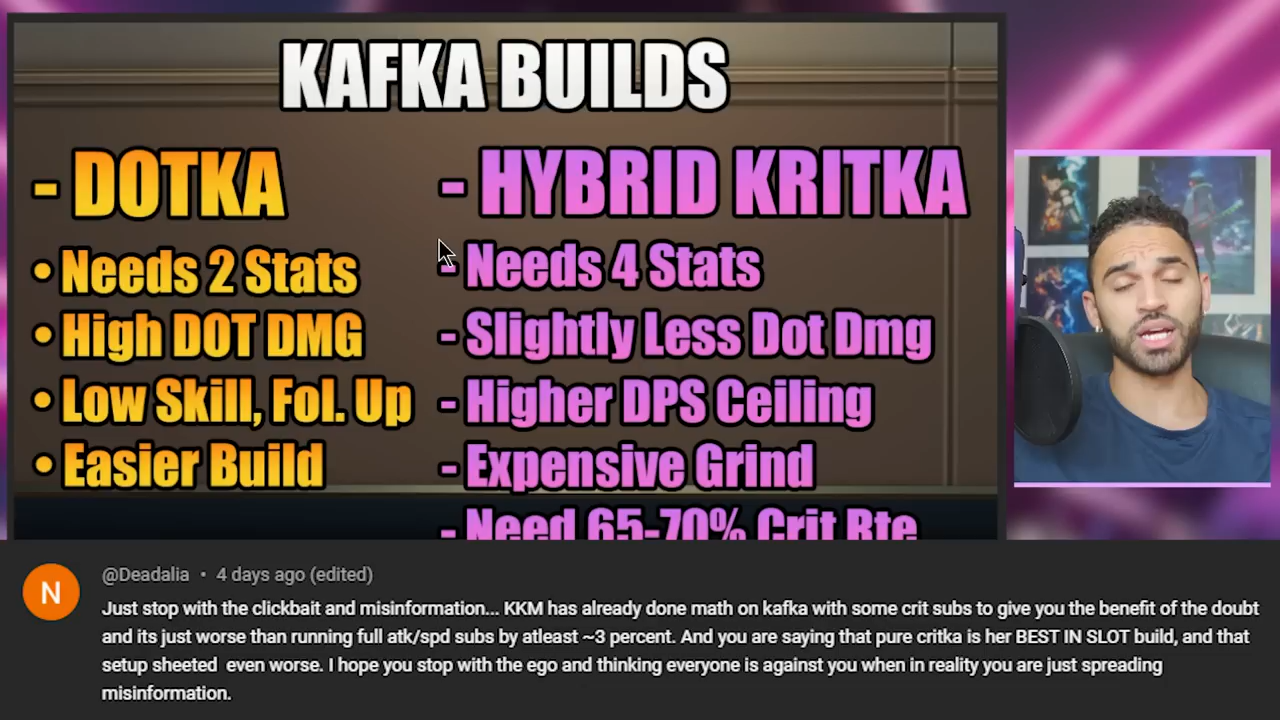 KAFKA BUILDS
- DOTKA
• Needs 2 Stats
• High DOT DMG
• Low Skill, Fol. Up
• Easier Build
- HYBRID KRITKA
- Needs 4 Stats
- Slightly Less Dot Dmg
- Higher DPS Ceiling
- Expensive Grind
- Need 65-70% Crit Rte
N
@Deadalia • 4 days ago (edited)
Just stop with the clickbait and misinformation... KKM has already done math on kafka with some crit subs to give you the benefit of the doubt
and its just worse than running full atk/spd subs by atleast ~3 percent. And you are saying that pure critka is her BEST IN SLOT build, and that
setup sheeted even worse. I hope you stop with the ego and thinking everyone is against you when in reality you are just spreading
misinformation.